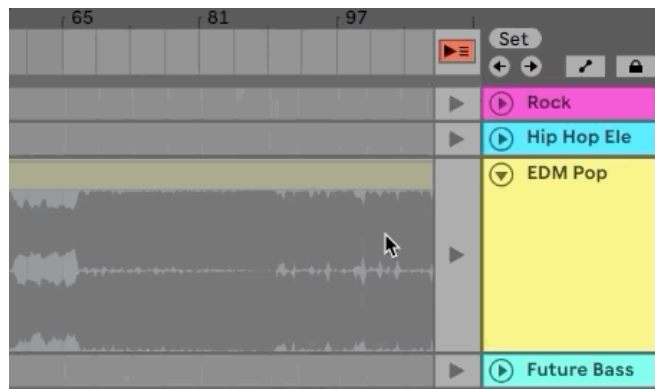 65 81 97
Set
Rock
Hip Hop Ele
EDM Pop
Future Bass